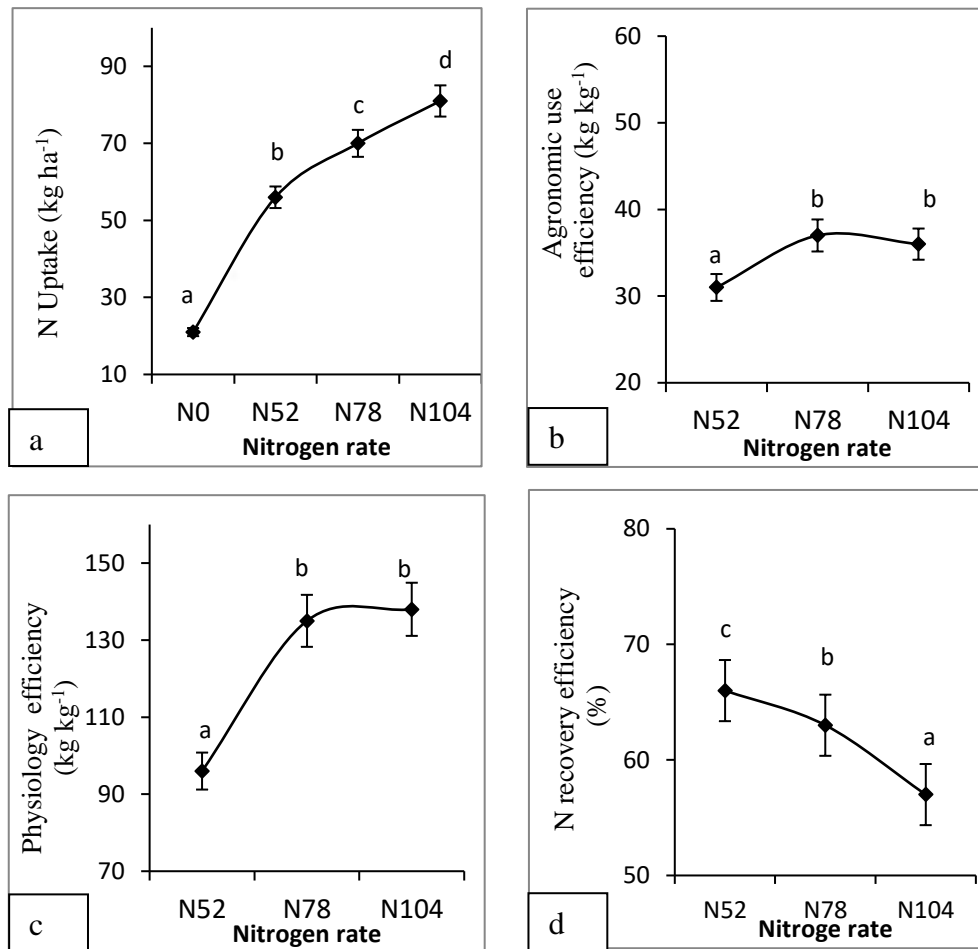 N Uptake (kg ha⁻¹)
90
70
50
30
10
a
b
c
d
N0 N52 N78 N104
Nitrogen rate
a
Agronomic use
efficiency (kg kg⁻¹)
60
50
40
30
20
a
b
b
N52 N78 N104
Nitrogen rate
b
Physiology efficiency
(kg kg⁻¹)
150
130
110
90
70
a
b
b
N52 N78 N104
Nitrogen rate
c
N recovery efficiency
(%)
80
70
60
50
c
b
a
N52 N78 N104
Nitroge rate
d